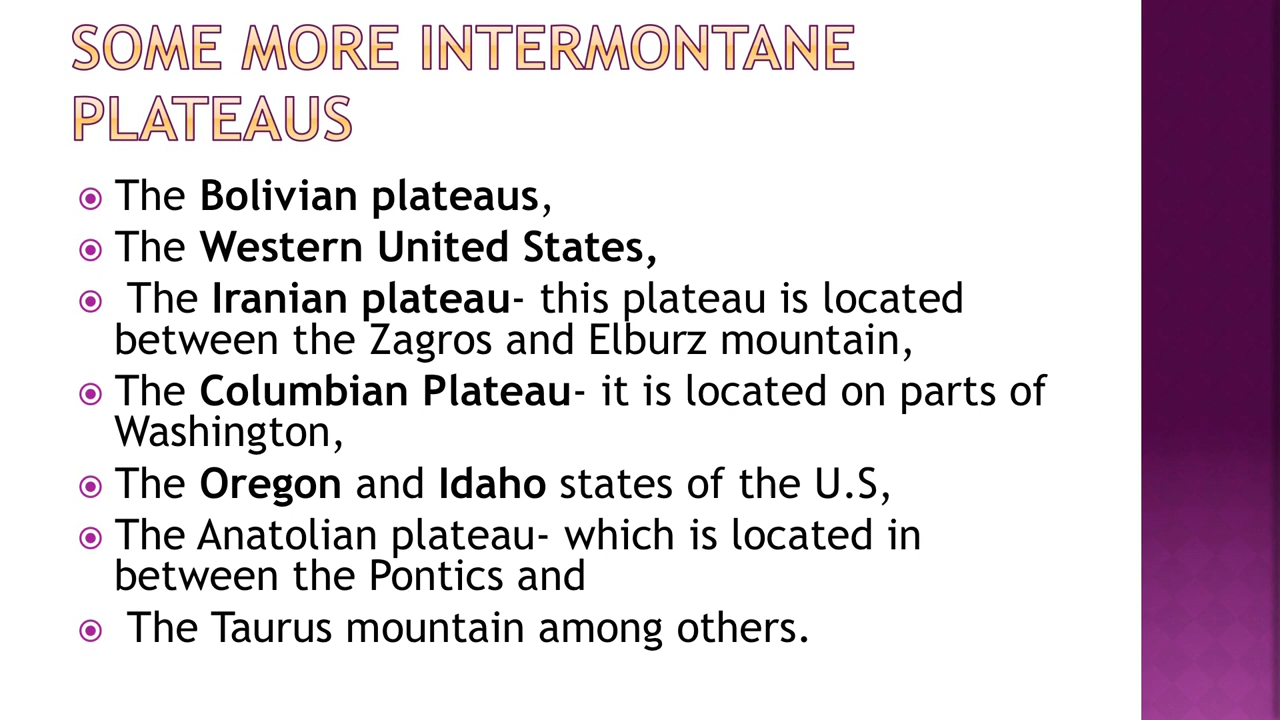 SOME MORE INTERMONTANE
PLATEAUS
The Bolivian plateaus,
The Western United States,
The Iranian plateau- this plateau is located
between the Zagros and Elburz mountain,
The Columbian Plateau- it is located on parts of
Washington,
The Oregon and Idaho states of the U.S,
The Anatolian plateau- which is located in
between the Pontics and
The Taurus mountain among others.